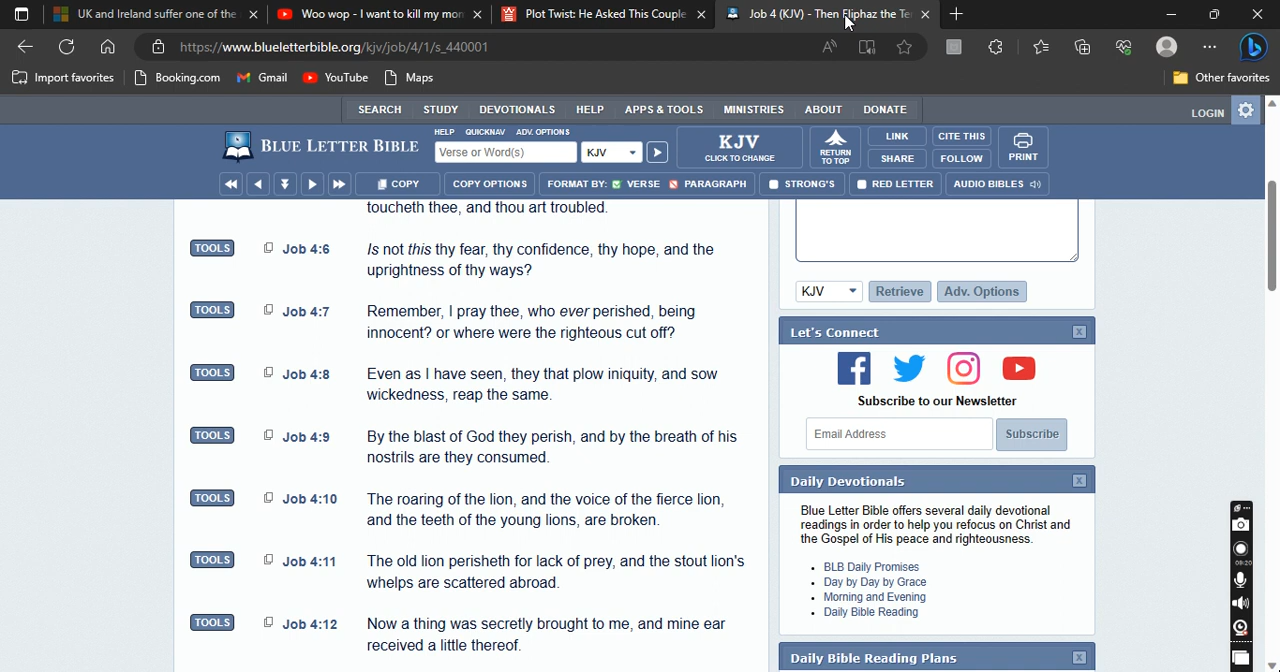 UK and Ireland suffer one of the
Woo wop - I want to kill my mom
Plot Twist: He Asked This Couple
Job 4 (KJV) - Then Eliphaz the Te
https://www.blueletterbible.org/kjv/job/4/1/s_440001
Import favorites
Booking.com
Gmail
YouTube
Maps
Other favorites
SEARCH STUDY DEVOTIONALS HELP APPS & TOOLS MINISTRIES ABOUT DONATE
LOGIN
BLUE LETTER BIBLE
HELP QUICKNAV ADV. OPTIONS
Verse or Word(s)
KJV
KJV
CLICK TO CHANGE
RETURN
TO TOP
LINK
CITE THIS
SHARE
FOLLOW
PRINT
COPY
COPY OPTIONS
FORMAT BY: VERSE PARAGRAPH
STRONG'S
RED LETTER
AUDIO BIBLES
toucheth thee, and thou art troubled.
TOOLS Job 4:6 Is not this thy fear, thy confidence, thy hope, and the
uprightness of thy ways?
TOOLS Job 4:7 Remember, I pray thee, who ever perished, being
innocent? or where were the righteous cut off?
TOOLS Job 4:8 Even as I have seen, they that plow iniquity, and sow
wickedness, reap the same.
TOOLS Job 4:9 By the blast of God they perish, and by the breath of his
nostrils are they consumed.
TOOLS Job 4:10 The roaring of the lion, and the voice of the fierce lion,
and the teeth of the young lions, are broken.
TOOLS Job 4:11 The old lion perisheth for lack of prey, and the stout lion's
whelps are scattered abroad.
TOOLS Job 4:12 Now a thing was secretly brought to me, and mine ear
received a little thereof.
KJV
Retrieve
Adv. Options
Let's Connect
Subscribe to our Newsletter
Email Address
Subscribe
Daily Devotionals
Blue Letter Bible offers several daily devotional
readings in order to help you refocus on Christ and
the Gospel of His peace and righteousness.
BLB Daily Promises
Day by Day by Grace
Morning and Evening
Daily Bible Reading
Daily Bible Reading Plans